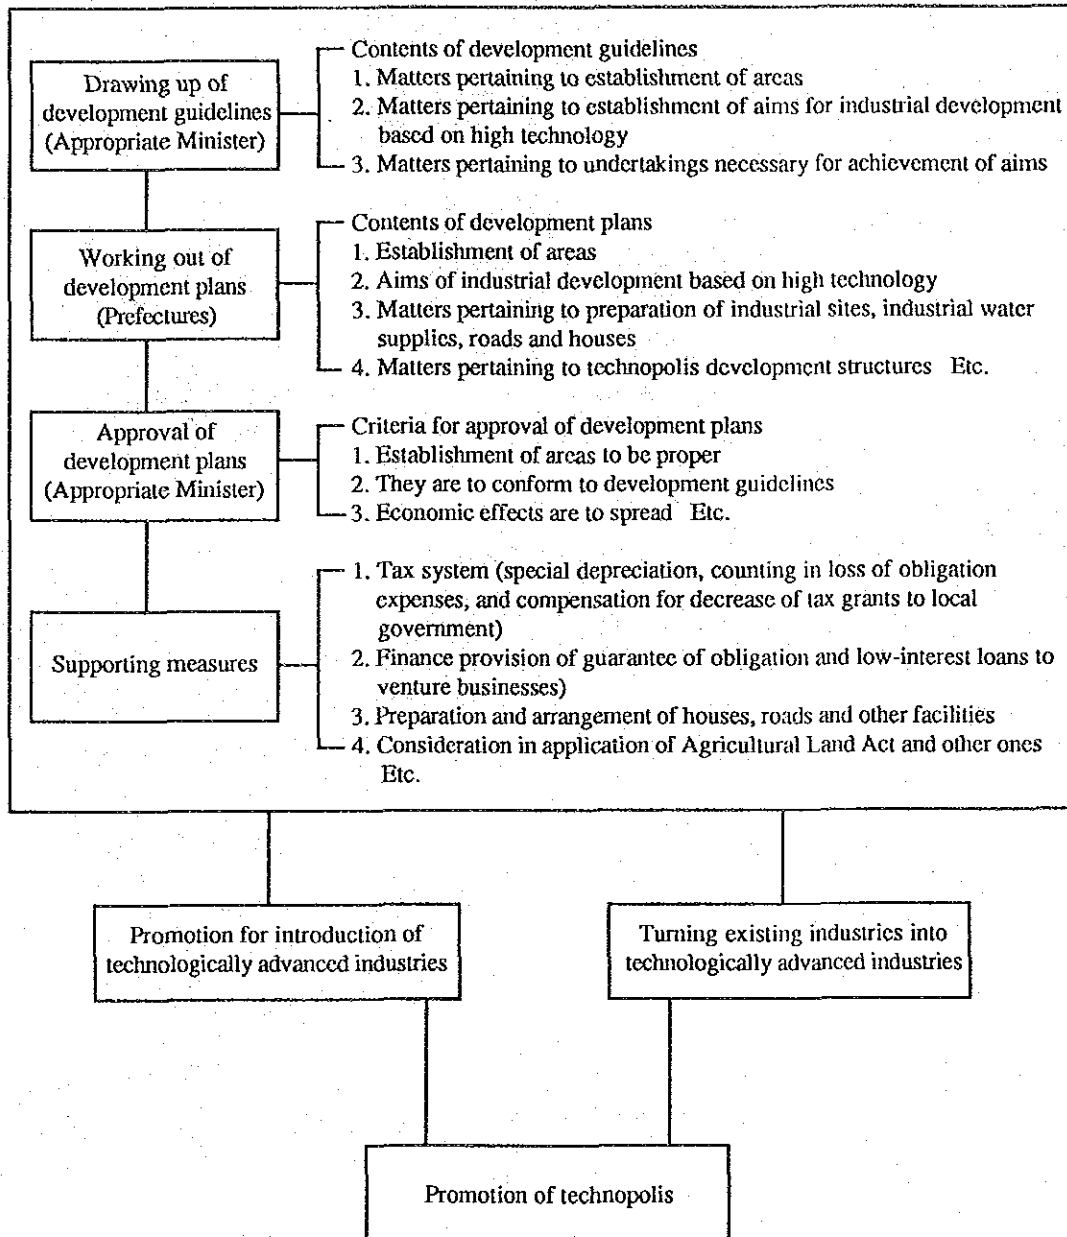 Drawing up of
development guidelines
(Appropriate Minister)
Contents of development guidelines
1. Matters pertaining to establishment of areas
2. Matters pertaining to establishment of aims for industrial development
based on high technology
3. Matters pertaining to undertakings necessary for achievement of aims
Working out of
development plans
(Prefectures)
Contents of development plans
1. Establishment of areas
2. Aims of industrial development based on high technology
3. Matters pertaining to preparation of industrial sites, industrial water
supplies, roads and houses
4. Matters pertaining to technopolis development structures Etc.
Approval of
development plans
(Appropriate Minister)
Criteria for approval of development plans
1. Establishment of areas to be proper
2. They are to conform to development guidelines
3. Economic effects are to spread Etc.
Supporting measures
1. Tax system (special depreciation, counting in loss of obligation
expenses, and compensation for decrease of tax grants to local
government)
2. Finance provision of guarantee of obligation and low-interest loans to
venture businesses)
3. Preparation and arrangement of houses, roads and other facilities
4. Consideration in application of Agricultural Land Act and other ones
Etc.
Promotion for introduction of
technologically advanced industries
Turning existing industries into
technologically advanced industries
Promotion of technopolis